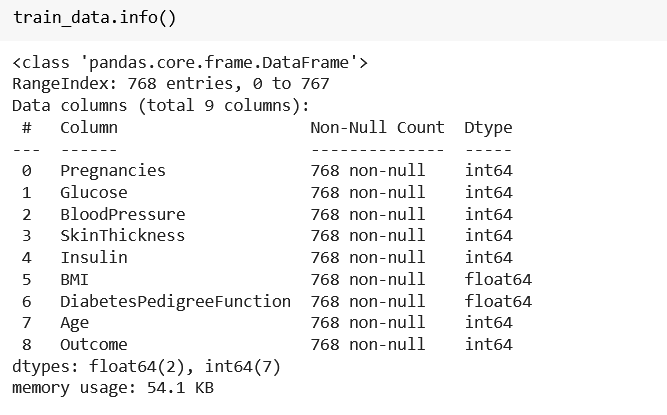 train_data.info()
<class 'pandas.core.frame.DataFrame'>
RangeIndex: 768 entries, 0 to 767
Data columns (total 9 columns):
 #   Column                    Non-Null Count  Dtype
---  ------                    --------------  -----
 0   Pregnancies               768 non-null    int64
 1   Glucose                   768 non-null    int64
 2   BloodPressure             768 non-null    int64
 3   SkinThickness             768 non-null    int64
 4   Insulin                   768 non-null    int64
 5   BMI                       768 non-null    float64
 6   DiabetesPedigreeFunction  768 non-null    float64
 7   Age                       768 non-null    int64
 8   Outcome                   768 non-null    int64
dtypes: float64(2), int64(7)
memory usage: 54.1 KB